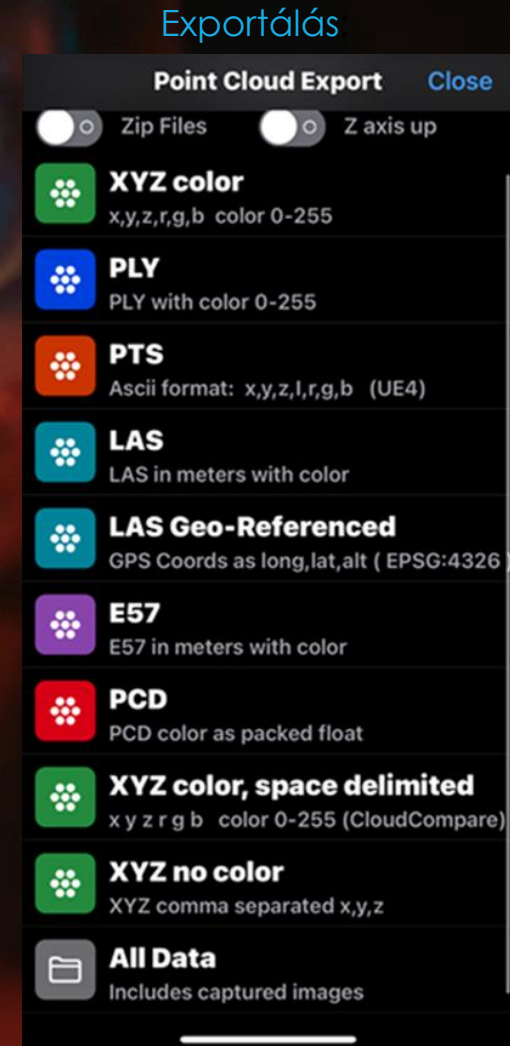 Exportálás
Point Cloud Export Close
Zip Files Z axis up
XYZ color
x,y,z,r,g,b color 0-255
PLY
PLY with color 0-255
PTS
Ascii format: x,y,z,I,r,g,b (UE4)
LAS
LAS in meters with color
LAS Geo-Referenced
GPS Coords as long,lat,alt ( EPSG:4326 )
E57
E57 in meters with color
PCD
PCD color as packed float
XYZ color, space delimited
x y z r g b color 0-255 (CloudCompare)
XYZ no color
XYZ comma separated x,y,z
All Data
Includes captured images